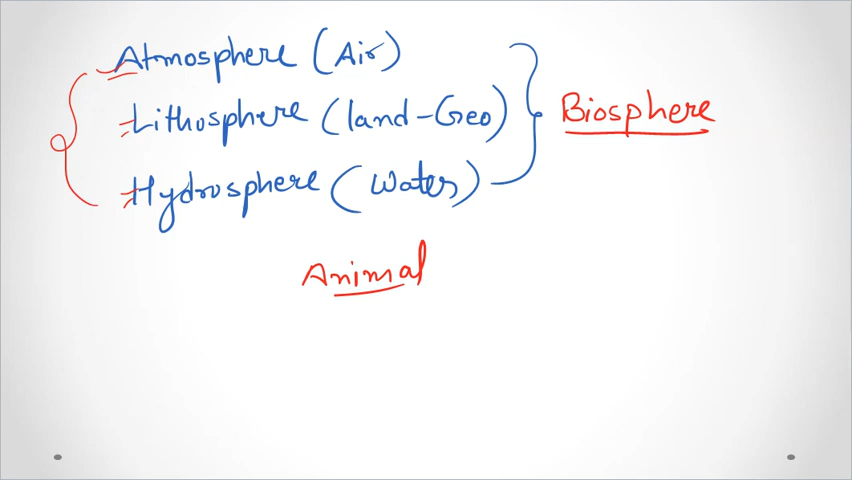 Atmosphere (Air)
Lithosphere (land-Geo)
Hydrosphere (Water)
Biosphere
Animal